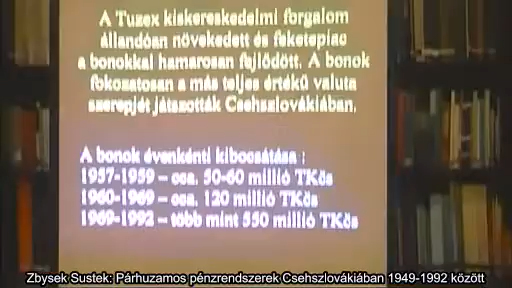 A Tuzex kiskereskedelmi forgalom
állandóan növekedett és feketepiac
a bonokkal hamarosan fejlődött. A bonok
fokozatosan a más teljes értékű valuta
szerepjét játszották Csehszlovákiában.
A bonok évenkénti kibocsátása :
1957-1959 – csa. 50-60 millió TKčs
1960-1969 – csa. 120 millió TKčs
1969-1992 – több mint 550 millió TKčs
Zbysek Sustek: Párhuzamos pénzrendszerek Csehszlovákiában 1949-1992 között